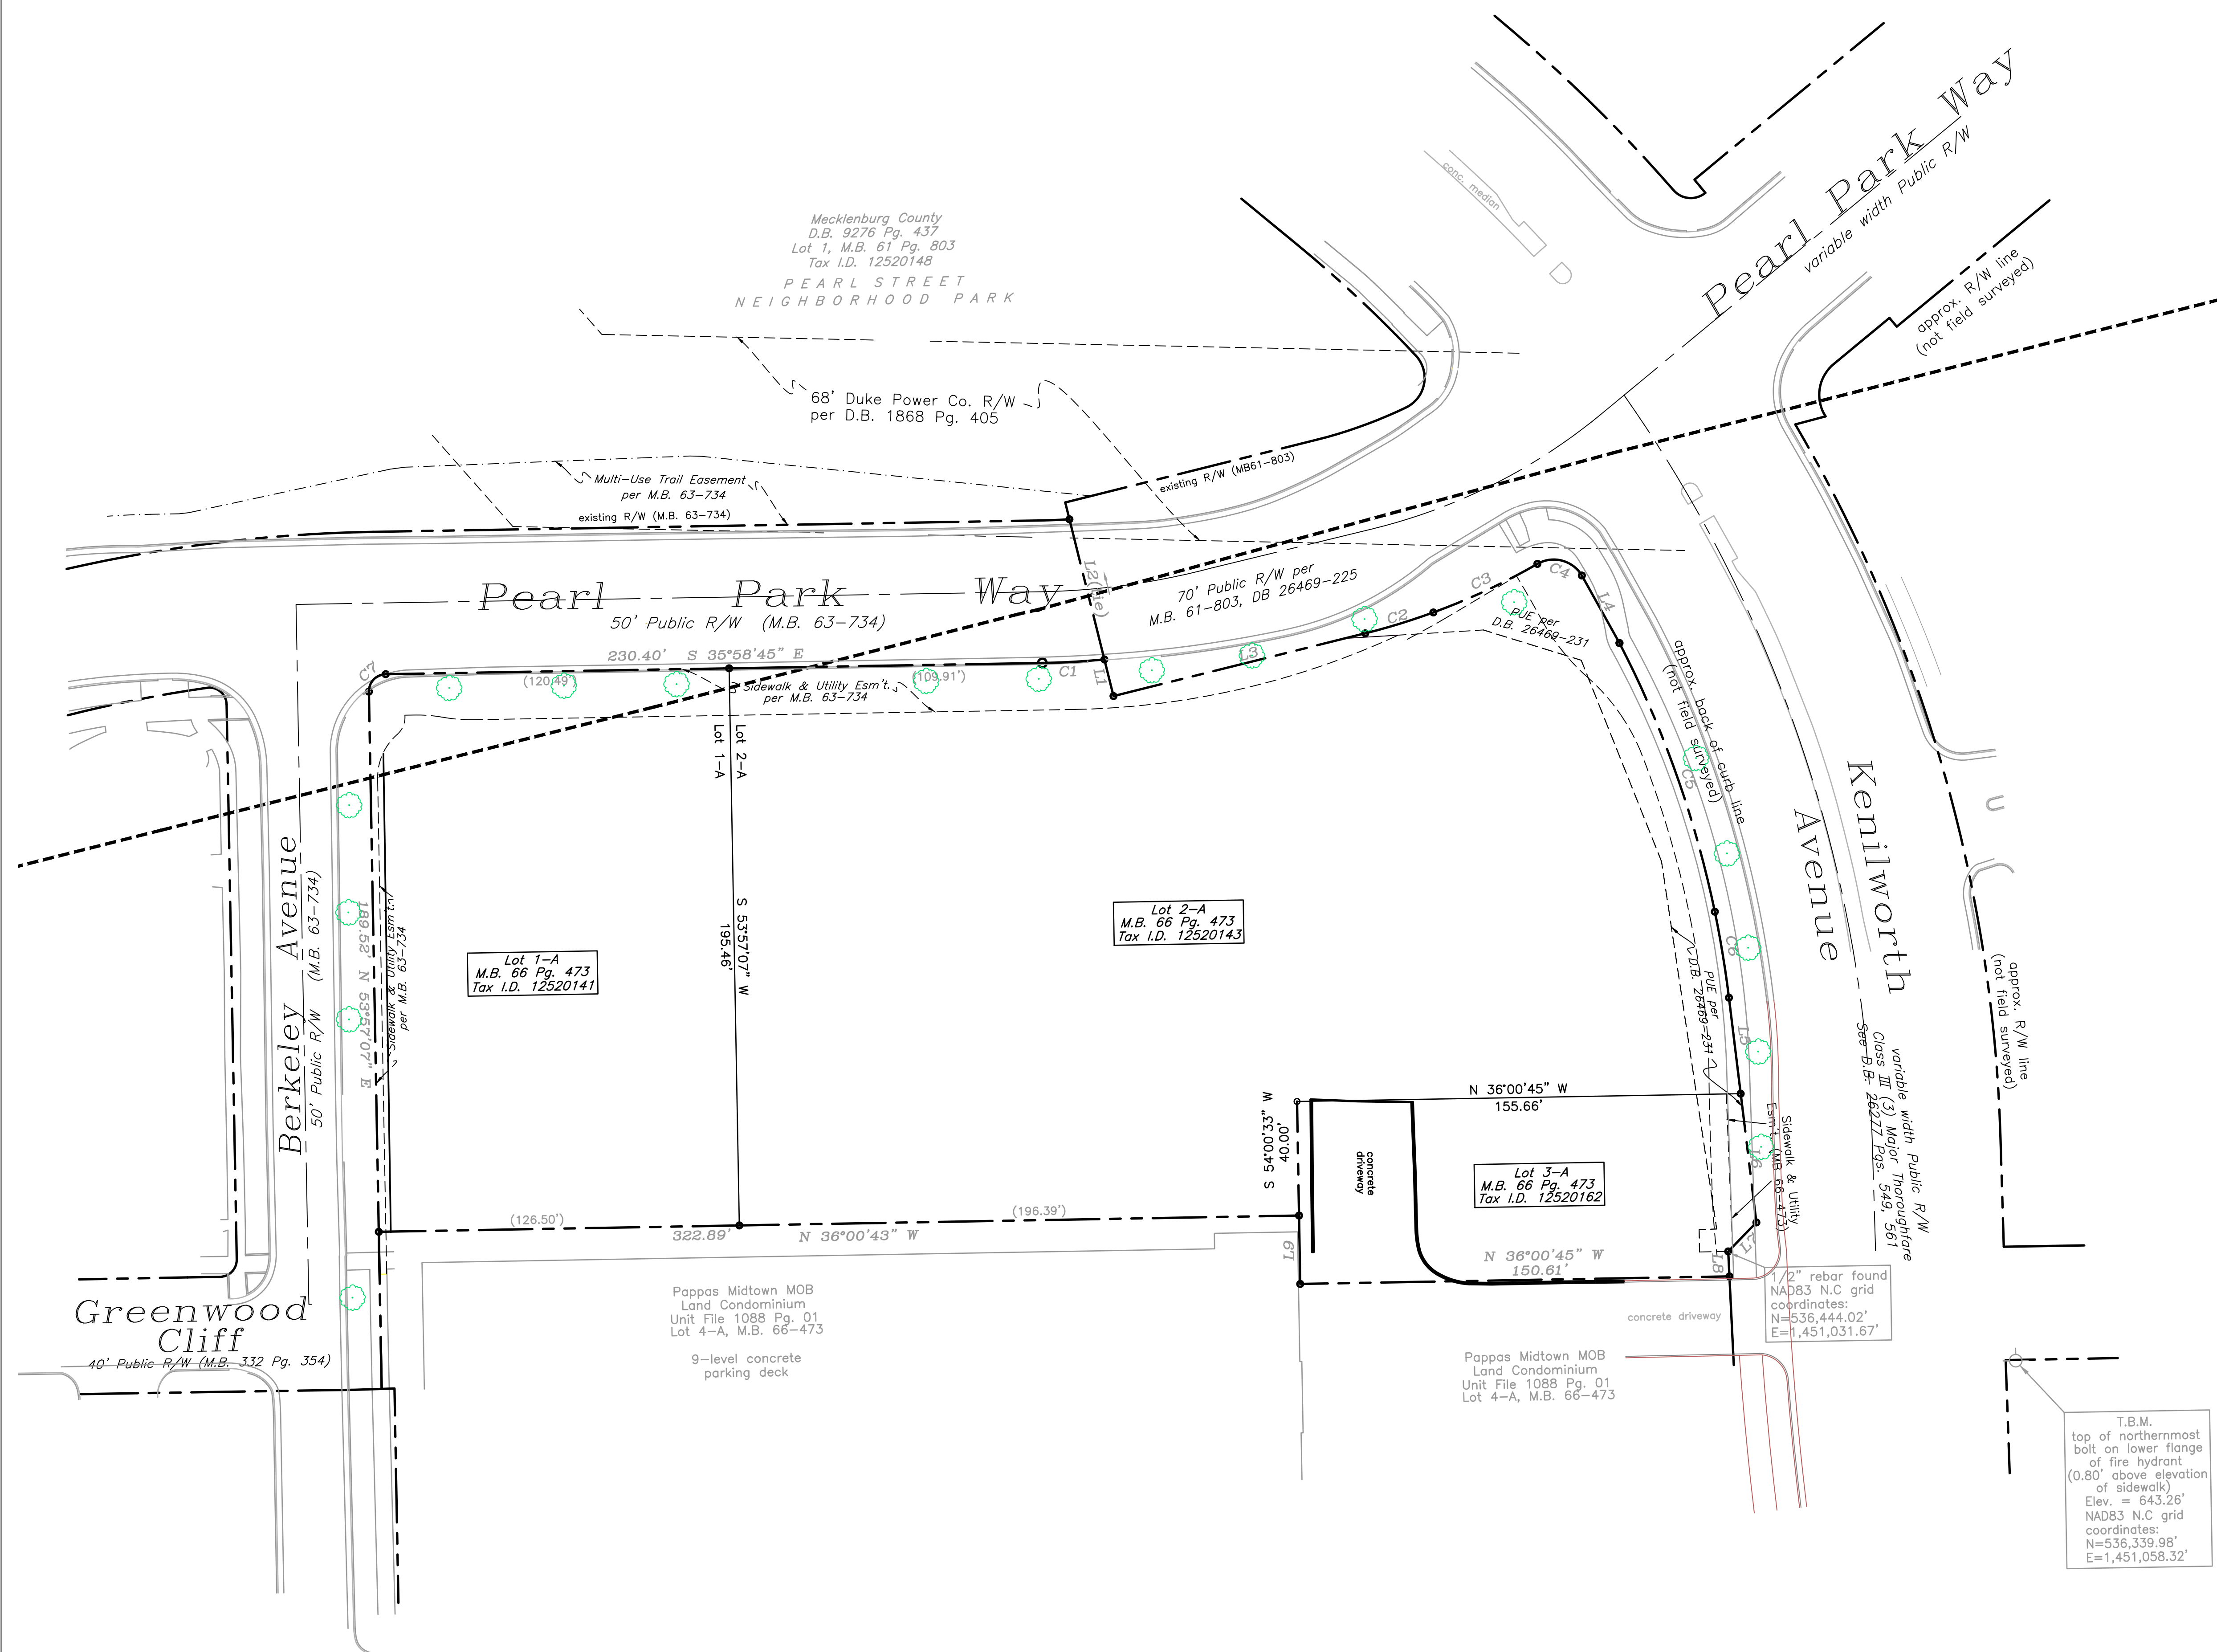 Pearl Park Way
variable width Public R/W
conc. median
Mecklenburg County
D.B. 9276 Pg. 437
Lot 1, M.B. 61 Pg. 803
Tax I.D. 12520148
PEARL STREET
NEIGHBORHOOD PARK
approx. R/W line
(not field surveyed)
68' Duke Power Co. R/W
per D.B. 1868 Pg. 405
Multi-Use Trail Easement
per M.B. 63-734
existing R/W (M.B. 63-734)
existing R/W (MB61-803)
Pearl Park Way
50' Public R/W (M.B. 63-734)
L2(tie)
70' Public R/W per
M.B. 61-803, DB 26469-225
C3
C4
L4
C2
PUE per
D.B. 26469-231
230.40' S 35°58'45" E
C7
(120.49')
(109.91')
C1
L1
L3
Sidewalk & Utility Esm't.
per M.B. 63-734
Lot 2-A
Lot 1-A
approx. back of curb line
(not field surveyed)
C5
Kenilworth
Avenue
Berkeley Avenue
50' Public R/W (M.B. 63-734)
189.52' N 53°57'07" E
Sidewalk & Utility Esm't.
per M.B. 63-734
S 53°57'07" W
195.46'
Lot 1-A
M.B. 66 Pg. 473
Tax I.D. 12520141
Lot 2-A
M.B. 66 Pg. 473
Tax I.D. 12520143
C6
PUE per
D.B. 26469-231
L5
approx. R/W line
(not field surveyed)
variable width Public R/W
Class III (3) Major Thoroughfare
See D.B. 26277 Pgs. 549, 561
N 36°00'45" W
155.66'
S 54°00'33" W
40.00'
concrete
driveway
Lot 3-A
M.B. 66 Pg. 473
Tax I.D. 12520162
Sidewalk & Utility
Esm't. (MB 66-473)
L6
L7
L8
L9
(126.50')
(196.39')
322.89' N 36°00'43" W
N 36°00'45" W
150.61'
1/2" rebar found
NAD83 N.C grid
coordinates:
N=536,444.02'
E=1,451,031.67'
Greenwood
Cliff
40' Public R/W (M.B. 332 Pg. 354)
Pappas Midtown MOB
Land Condominium
Unit File 1088 Pg. 01
Lot 4-A, M.B. 66-473
9-level concrete
parking deck
concrete driveway
Pappas Midtown MOB
Land Condominium
Unit File 1088 Pg. 01
Lot 4-A, M.B. 66-473
T.B.M.
top of northernmost
bolt on lower flange
of fire hydrant
(0.80' above elevation
of sidewalk)
Elev. = 643.26'
NAD83 N.C grid
coordinates:
N=536,339.98'
E=1,451,058.32'